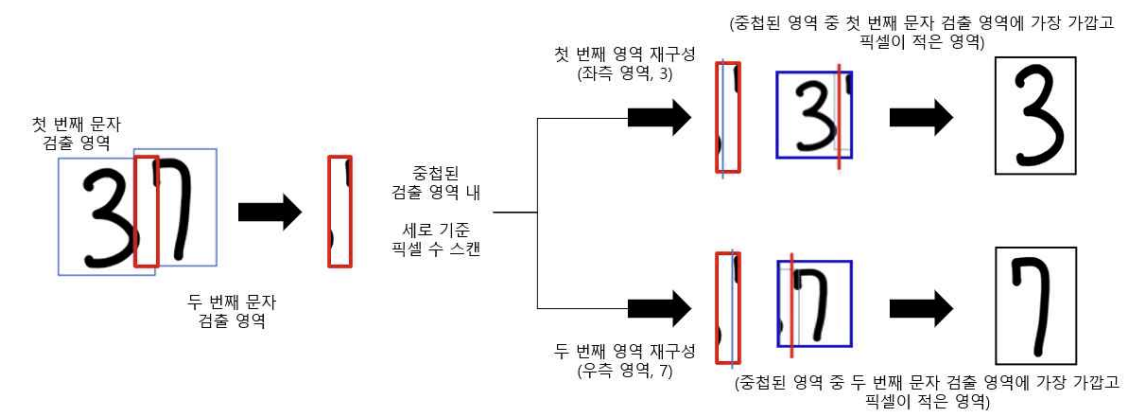 첫 번째 문자
검출 영역
37
두 번째 문자
검출 영역
중첩된
검출 영역 내
세로 기준
픽셀 수 스캔
첫 번째 영역 재구성
(좌측 영역, 3)
(중첩된 영역 중 첫 번째 문자 검출 영역에 가장 가깝고
픽셀이 적은 영역)
3
3
두 번째 영역 재구성
(우측 영역, 7)
7
7
(중첩된 영역 중 두 번째 문자 검출 영역에 가장 가깝고
픽셀이 적은 영역)